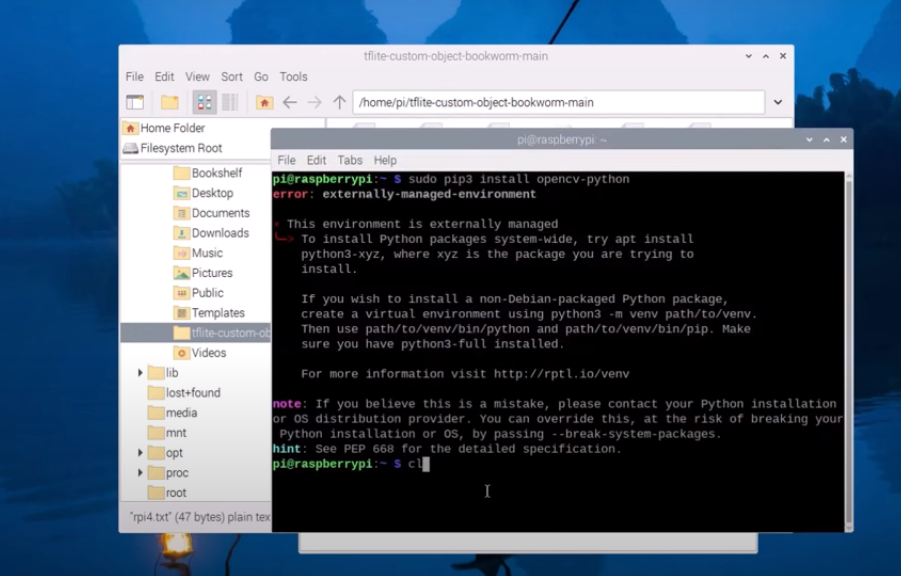 tflite-custom-object-bookworm-main
File Edit View Sort Go Tools
/home/pi/tflite-custom-object-bookworm-main
Home Folder
Filesystem Root
Bookshelf
Desktop
Documents
Downloads
Music
Pictures
Public
Templates
tflite-custom-ob
Videos
lib
lost+found
media
mnt
opt
proc
root
"rpi4.txt" (47 bytes) plain tex
pi@raspberrypi: ~
File Edit Tabs Help
pi@raspberrypi:~ $ sudo pip3 install opencv-python
error: externally-managed-environment
× This environment is externally managed
╰─> To install Python packages system-wide, try apt install
python3-xyz, where xyz is the package you are trying to
install.
If you wish to install a non-Debian-packaged Python package,
create a virtual environment using python3 -m venv path/to/venv.
Then use path/to/venv/bin/python and path/to/venv/bin/pip. Make
sure you have python3-full installed.
For more information visit http://rptl.io/venv
note: If you believe this is a mistake, please contact your Python installation
or OS distribution provider. You can override this, at the risk of breaking your
Python installation or OS, by passing --break-system-packages.
hint: See PEP 668 for the detailed specification.
pi@raspberrypi:~ $ cl